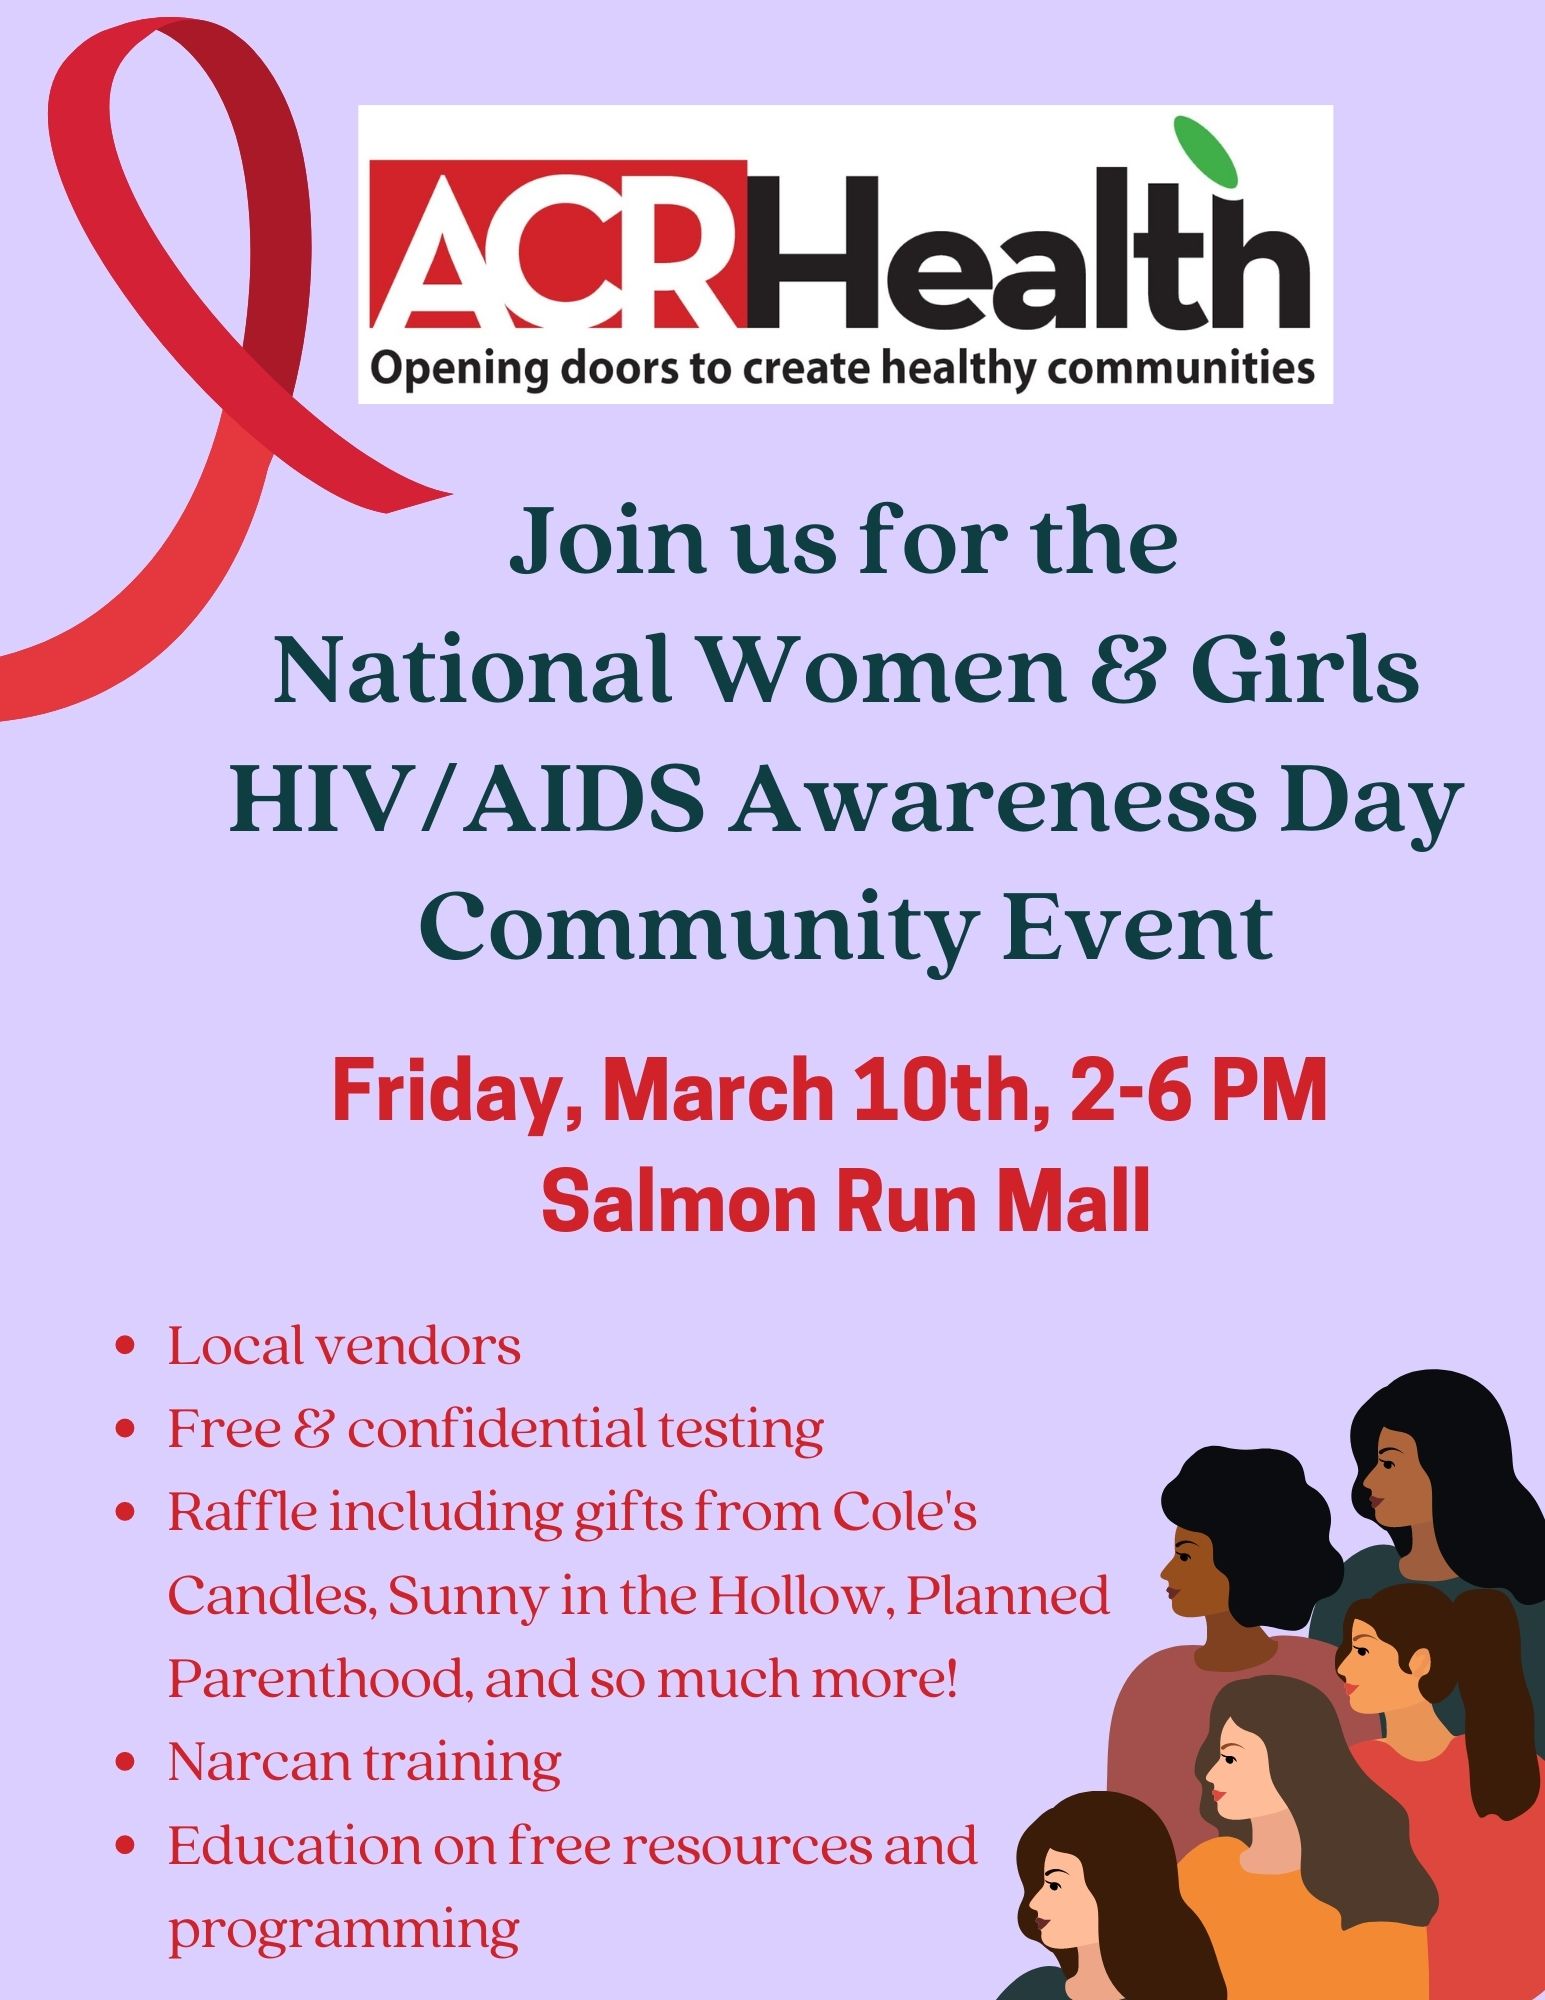 ACRHealth
Opening doors to create healthy communities
Join us for the
National Women & Girls
HIV/AIDS Awareness Day
Community Event
Friday, March 10th, 2-6 PM
Salmon Run Mall
• Local vendors
• Free & confidential testing
• Raffle including gifts from Cole's
Candles, Sunny in the Hollow, Planned
Parenthood, and so much more!
• Narcan training
• Education on free resources and
programming